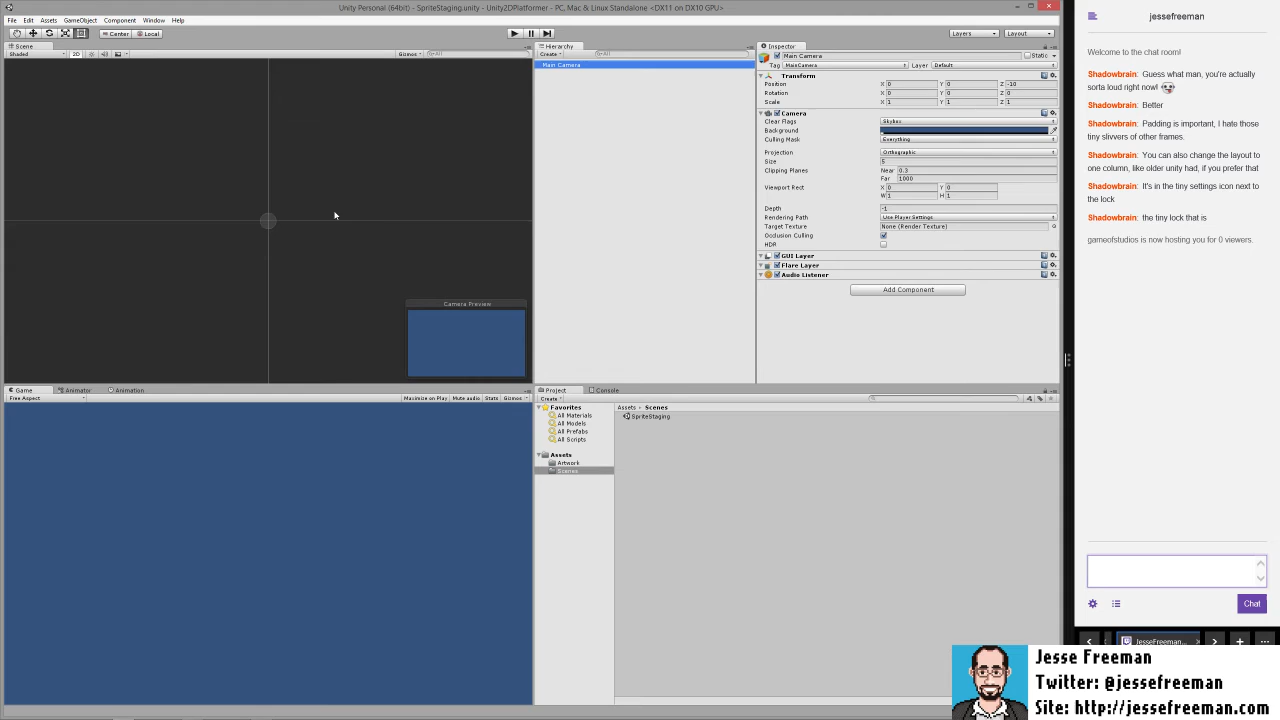 Unity Personal (64bit) - SpriteStaging.unity - Unity2DPlatformer - PC, Mac & Linux Standalone <DX11 on DX10 GPU>
File Edit Assets GameObject Component Window Help
Center Local
Layers Layout
Scene
Shaded 2D Gizmos All
Hierarchy
Create All
Main Camera
Camera Preview
Inspector
Main Camera Static
Tag MainCamera Layer Default
Transform
Position X 0 Y 0 Z -10
Rotation X 0 Y 0 Z 0
Scale X 1 Y 1 Z 1
Camera
Clear Flags Skybox
Background
Culling Mask Everything
Projection Orthographic
Size 5
Clipping Planes Near 0.3
Far 1000
Viewport Rect X 0 Y 0
W 1 H 1
Depth -1
Rendering Path Use Player Settings
Target Texture None (Render Texture)
Occlusion Culling
HDR
GUI Layer
Flare Layer
Audio Listener
Add Component
Game Animator Animation
Free Aspect Maximize on Play Mute audio Stats Gizmos
Project Console
Create
Favorites
All Materials
All Models
All Prefabs
All Scripts
Assets
Artwork
Scenes
Assets Scenes
SpriteStaging
jessefreeman
Welcome to the chat room!
Shadowbrain: Guess what man, you're actually
sorta loud right now!
Shadowbrain: Better
Shadowbrain: Padding is important, I hate those
tiny slivvers of other frames.
Shadowbrain: You can also change the layout to
one column, like older unity had, if you prefer that
Shadowbrain: It's in the tiny settings icon next to
the lock
Shadowbrain: the tiny lock that is
gameofstudios is now hosting you for 0 viewers.
Chat
JesseFreeman...
Jesse Freeman
Twitter: @jessefreeman
Site: http://jessefreeman.com